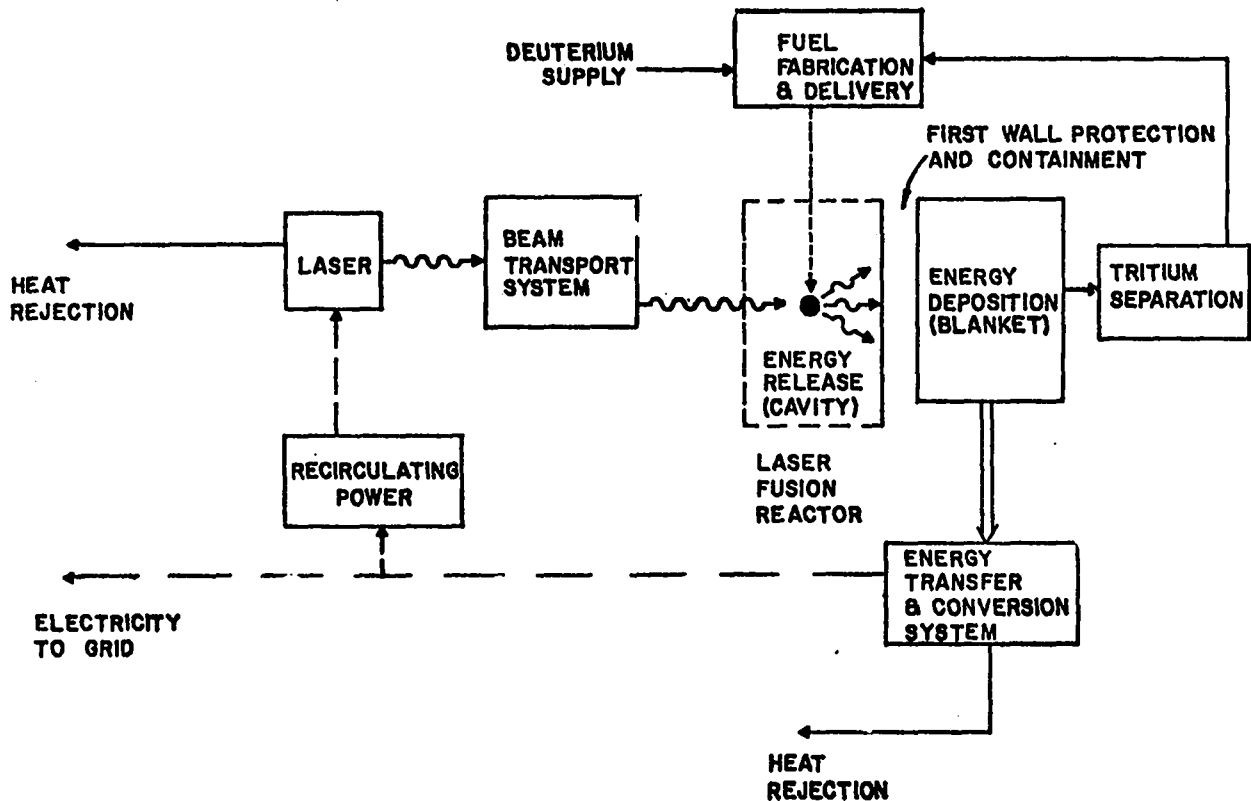 DEUTERIUM
SUPPLY
FUEL
FABRICATION
& DELIVERY
FIRST WALL PROTECTION
AND CONTAINMENT
LASER
BEAM
TRANSPORT
SYSTEM
ENERGY
DEPOSITION
(BLANKET)
TRITIUM
SEPARATION
HEAT
REJECTION
ENERGY
RELEASE
(CAVITY)
RECIRCULATING
POWER
LASER
FUSION
REACTOR
ENERGY
TRANSFER
& CONVERSION
SYSTEM
ELECTRICITY
TO GRID
HEAT
REJECTION